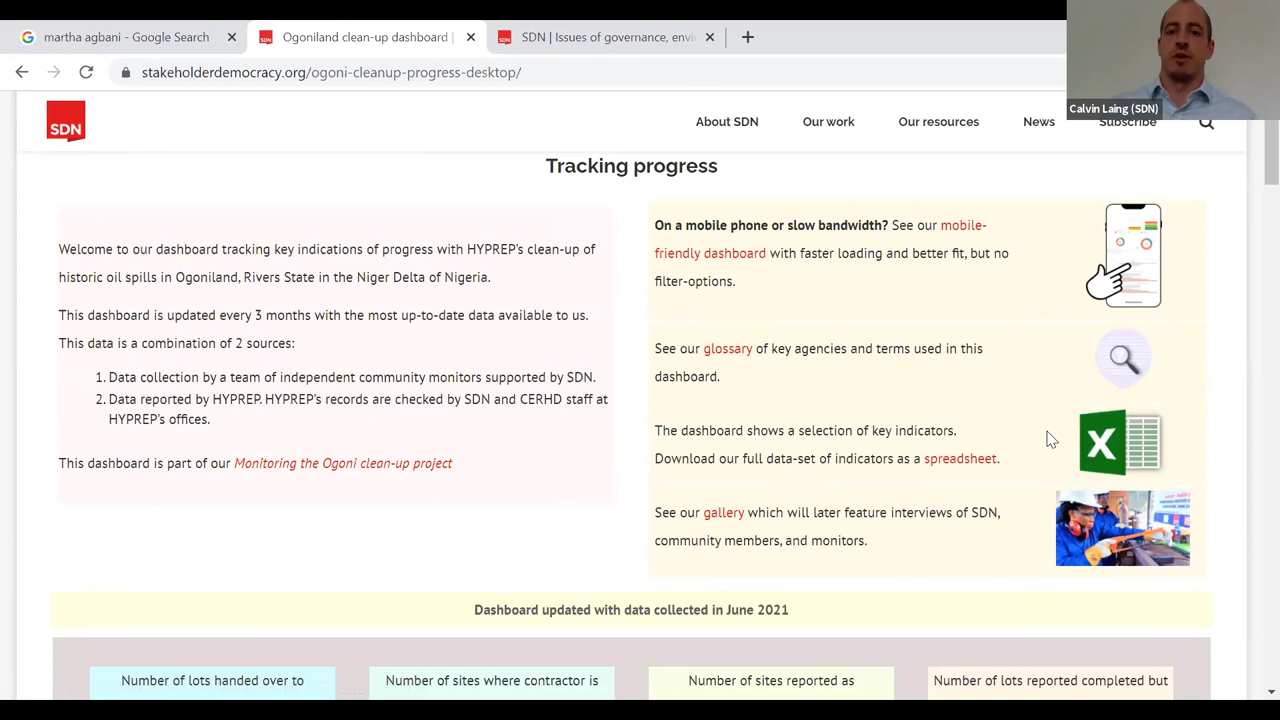 martha agbani - Google Search
Ogoniland clean-up dashboard |
SDN | Issues of governance, envi
stakeholderdemocracy.org/ogoni-cleanup-progress-desktop/
Calvin Laing (SDN)
SDN
About SDN
Our work
Our resources
News
Subscribe
Tracking progress
Welcome to our dashboard tracking key indications of progress with HYPREP's clean-up of
historic oil spills in Ogoniland, Rivers State in the Niger Delta of Nigeria.
This dashboard is updated every 3 months with the most up-to-date data available to us.
This data is a combination of 2 sources:
1. Data collection by a team of independent community monitors supported by SDN.
2. Data reported by HYPREP. HYPREP's records are checked by SDN and CERHD staff at
HYPREP's offices.
This dashboard is part of our Monitoring the Ogoni clean-up project
On a mobile phone or slow bandwidth? See our mobile-
friendly dashboard with faster loading and better fit, but no
filter-options.
See our glossary of key agencies and terms used in this
dashboard.
The dashboard shows a selection of key indicators.
Download our full data-set of indicators as a spreadsheet.
X
See our gallery which will later feature interviews of SDN,
community members, and monitors.
Dashboard updated with data collected in June 2021
Number of lots handed over to
Number of sites where contractor is
Number of sites reported as
Number of lots reported completed but